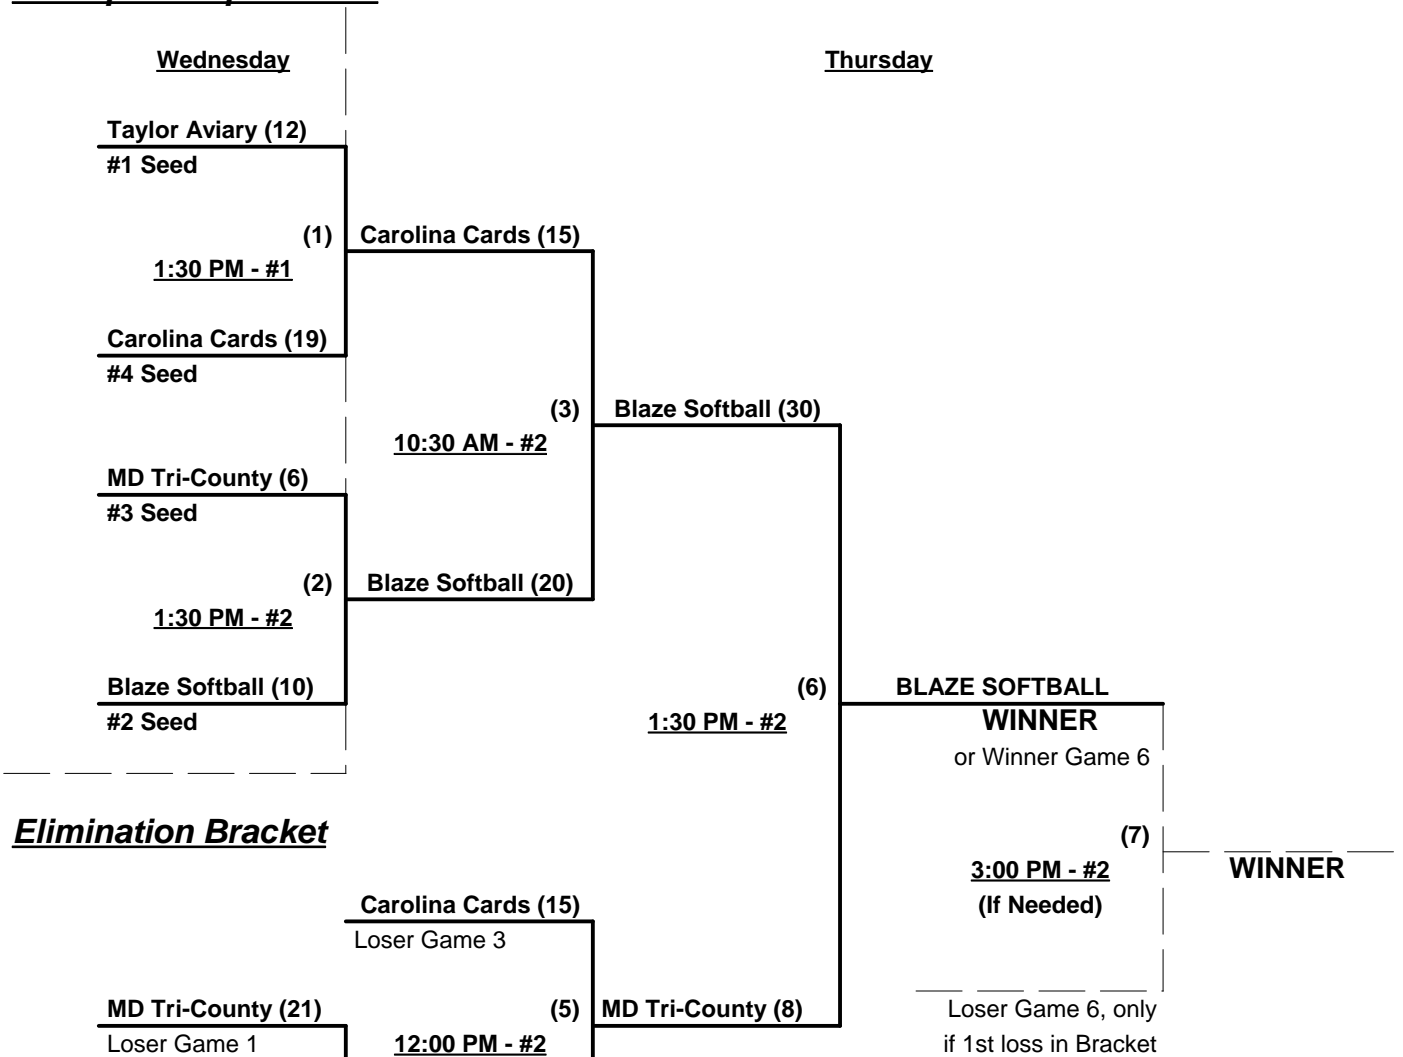 Wednesday
Thursday
Taylor Aviary (12)
#1 Seed
(1)
Carolina Cards (15)
1:30 PM - #1
Carolina Cards (19)
#4 Seed
(3)
Blaze Softball (30)
10:30 AM - #2
MD Tri-County (6)
#3 Seed
(2)
Blaze Softball (20)
1:30 PM - #2
Blaze Softball (10)
#2 Seed
(6)
BLAZE SOFTBALL
1:30 PM - #2
WINNER
or Winner Game 6
Elimination Bracket
(7)
3:00 PM - #2
WINNER
(If Needed)
Carolina Cards (15)
Loser Game 3
MD Tri-County (21)
(5)
MD Tri-County (8)
Loser Game 6, only
Loser Game 1
12:00 PM - #2
if 1st loss in Bracket